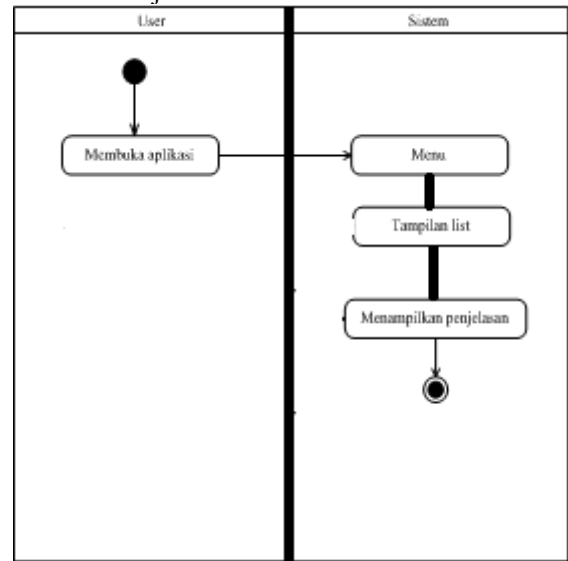 User
Sistem
Membuka aplikasi
Menu
Tampilan list
Menampilkan penjelasan